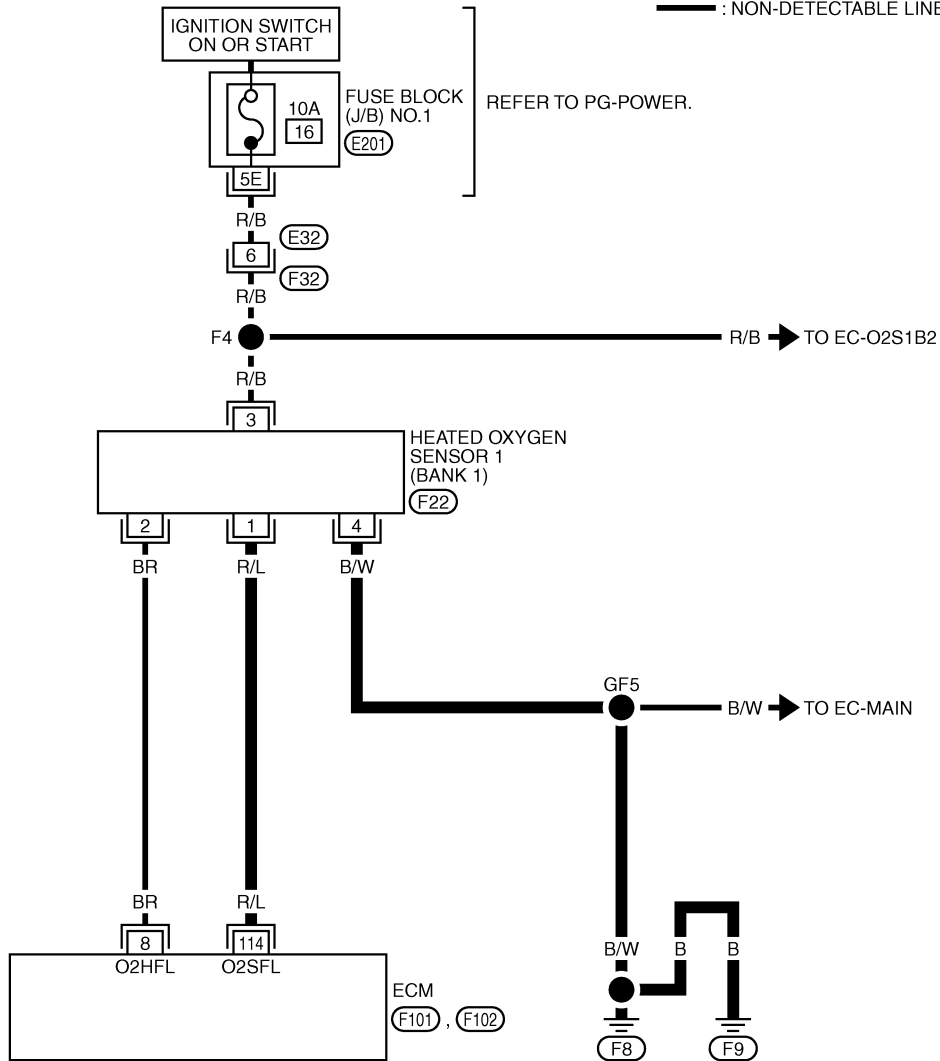 : NON-DETECTABLE LINE
IGNITION SWITCH
ON OR START
10A
16
FUSE BLOCK
(J/B) NO.1
E201
REFER TO PG-POWER.
5E
R/B
E32
6
F32
R/B
F4
R/B
TO EC-O2S1B2
R/B
3
HEATED OXYGEN
SENSOR 1
(BANK 1)
F22
2
1
4
BR
R/L
B/W
GF5
B/W
TO EC-MAIN
BR
R/L
8
114
O2HFL
O2SFL
ECM
F101 , F102
B/W
B
B
F8
F9